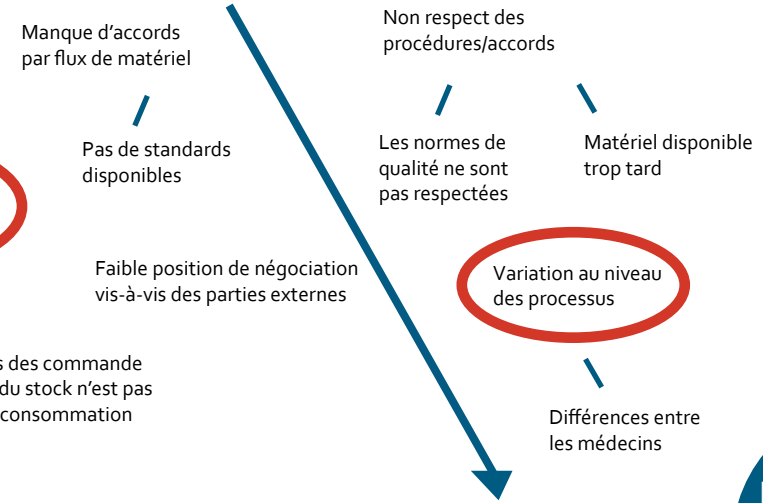 Manque d’accords
par flux de matériel
Non respect des
procédures/accords
Pas de standards
disponibles
Les normes de
qualité ne sont
pas respectées
Matériel disponible
trop tard
Faible position de négociation
vis-à-vis des parties externes
Variation au niveau
des processus
s des commande
du stock n’est pas
consommation
Différences entre
les médecins